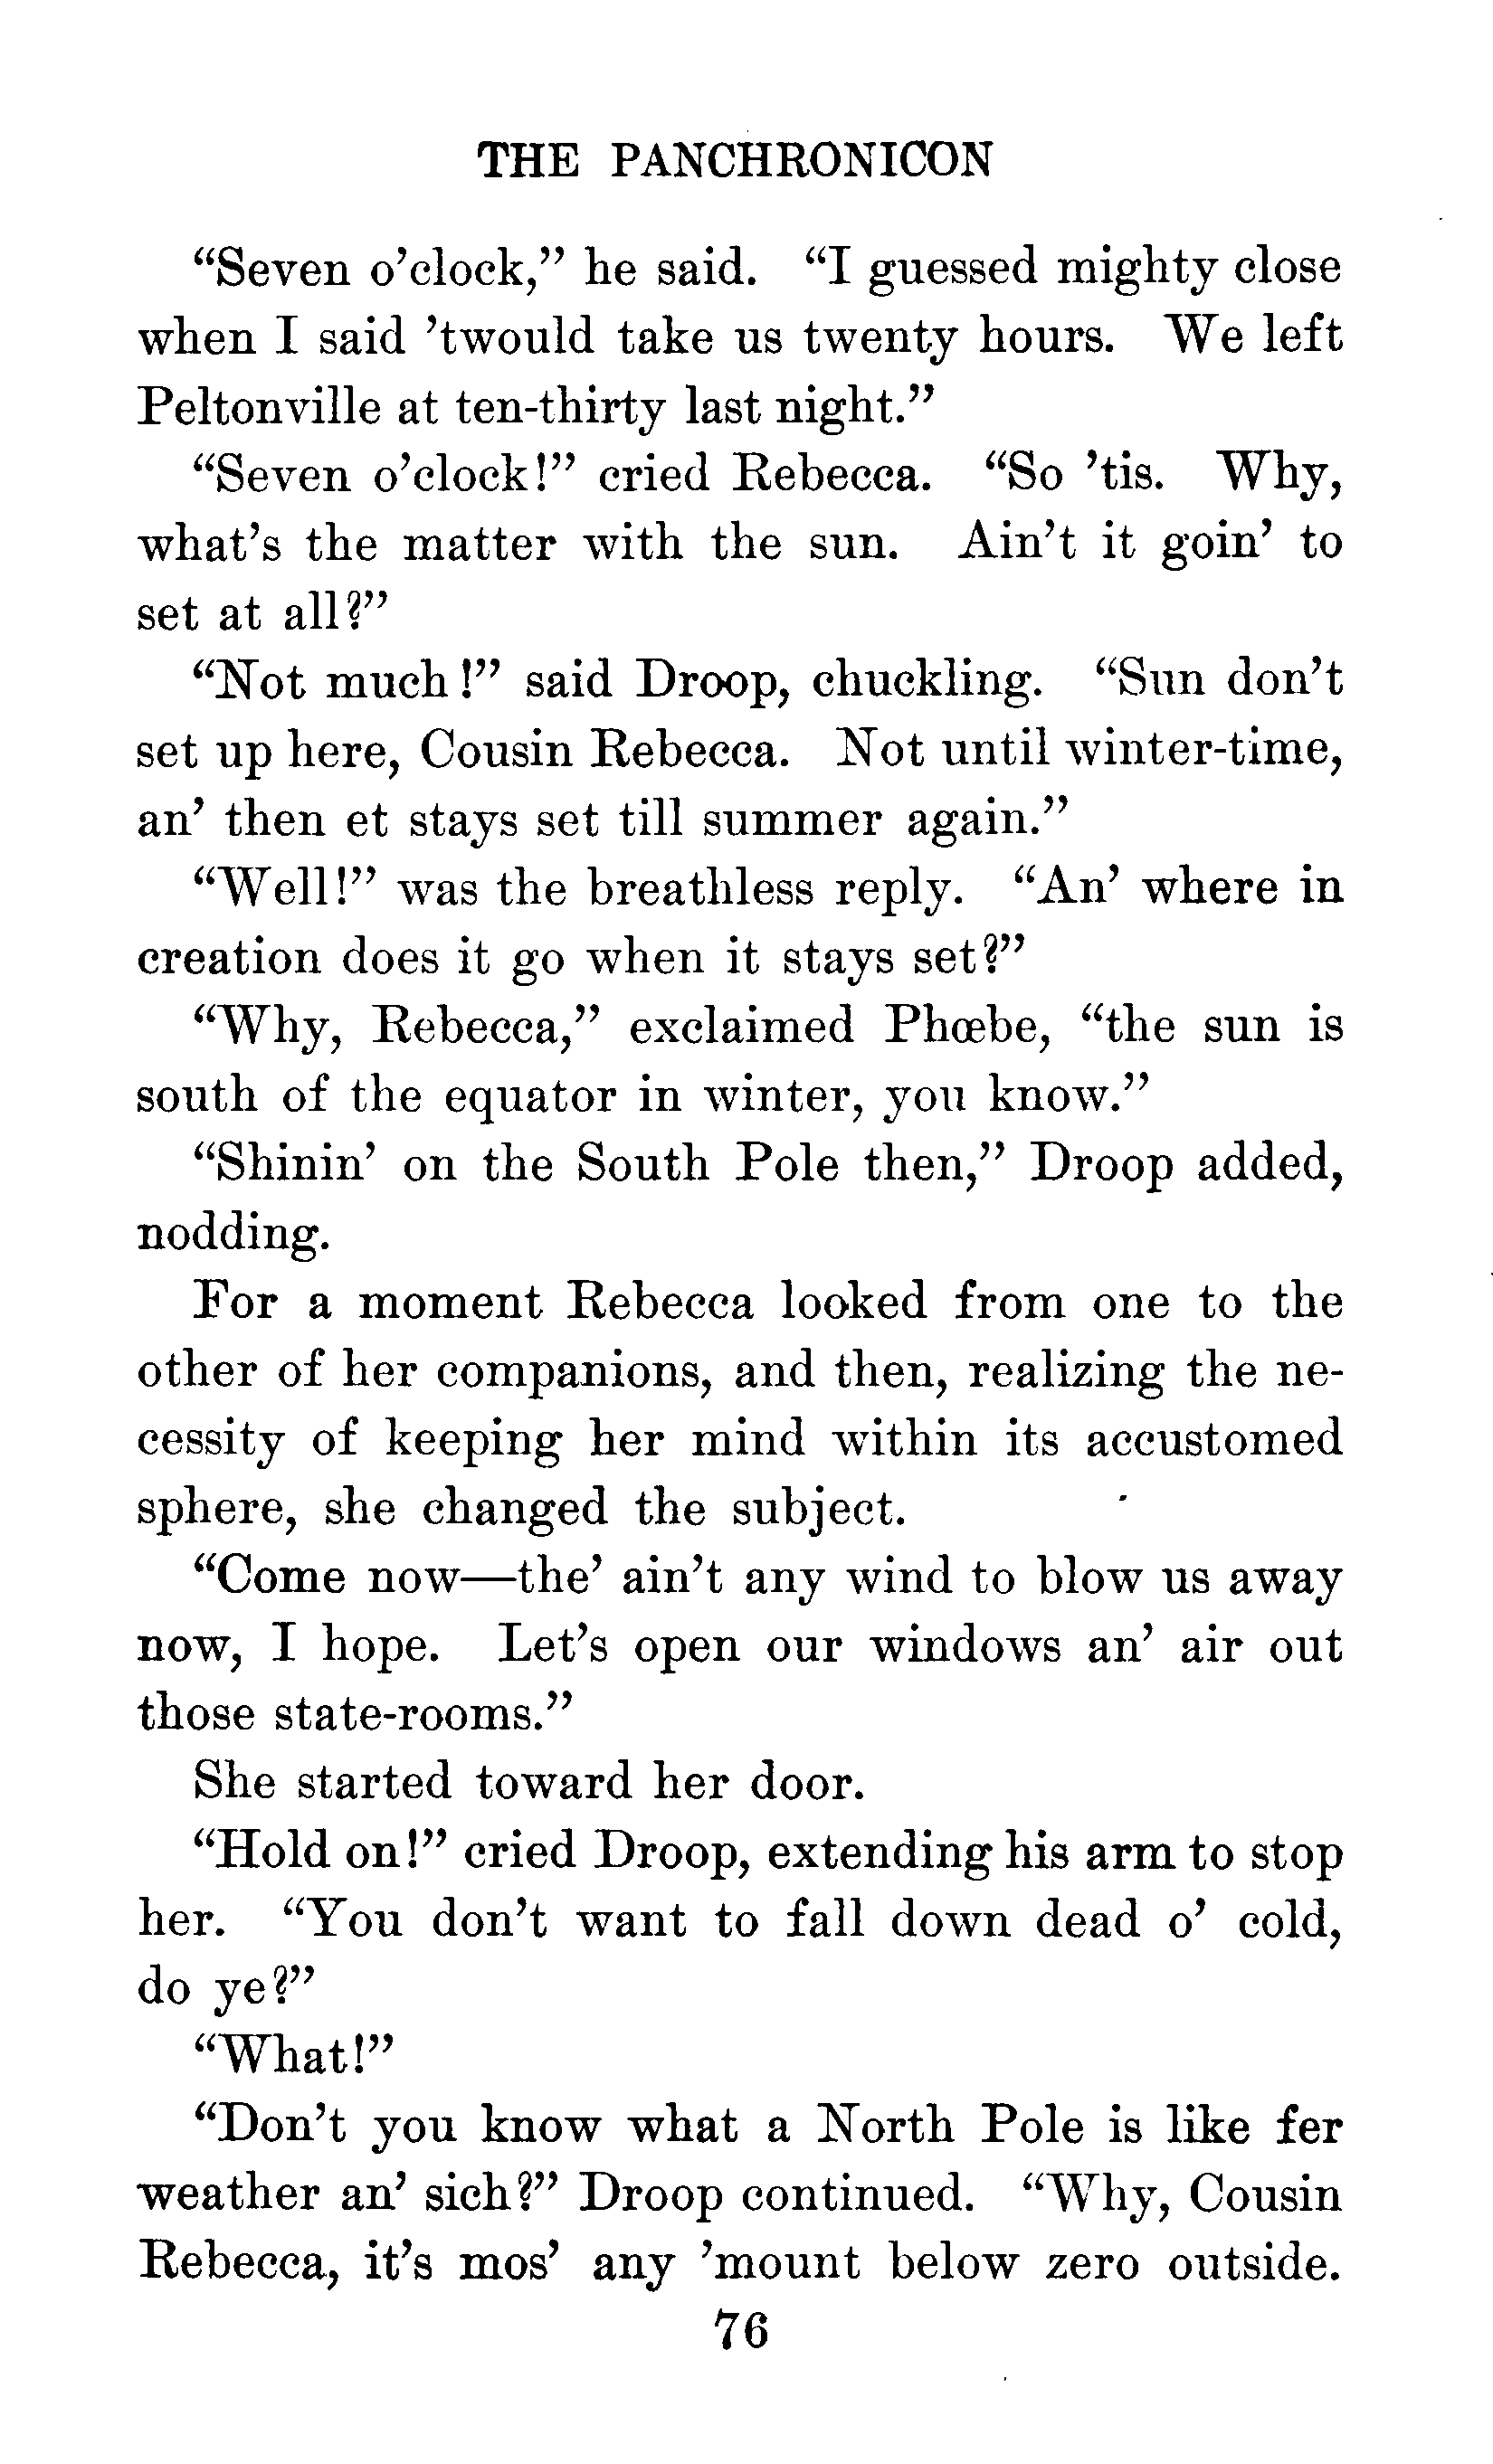 THE PANCHRONICON
“Seven o’clock,” he said. “I guessed mighty close
when I said ’twould take us twenty hours. We left
Peltonville at ten-thirty last night.”
“Seven o’clock!” cried Rebecca. “So ’tis. Why,
what’s the matter with the sun. Ain’t it goin’ to
set at all?”
“Not much!” said Droop, chuckling. “Sun don’t
set up here, Cousin Rebecca. Not until winter-time,
an’ then et stays set till summer again.”
“Well!” was the breathless reply. “An’ where in
creation does it go when it stays set?”
“Why, Rebecca,” exclaimed Phœbe, “the sun is
south of the equator in winter, you know.”
“Shinin’ on the South Pole then,” Droop added,
nodding.
For a moment Rebecca looked from one to the
other of her companions, and then, realizing the ne-
cessity of keeping her mind within its accustomed
sphere, she changed the subject.
“Come now—the’ ain’t any wind to blow us away
now, I hope. Let’s open our windows an’ air out
those state-rooms.”
She started toward her door.
“Hold on!” cried Droop, extending his arm to stop
her. “You don’t want to fall down dead o’ cold,
do ye?”
“What!”
“Don’t you know what a North Pole is like fer
weather an’ sich?” Droop continued. “Why, Cousin
Rebecca, it’s mos’ any ’mount below zero outside.
76